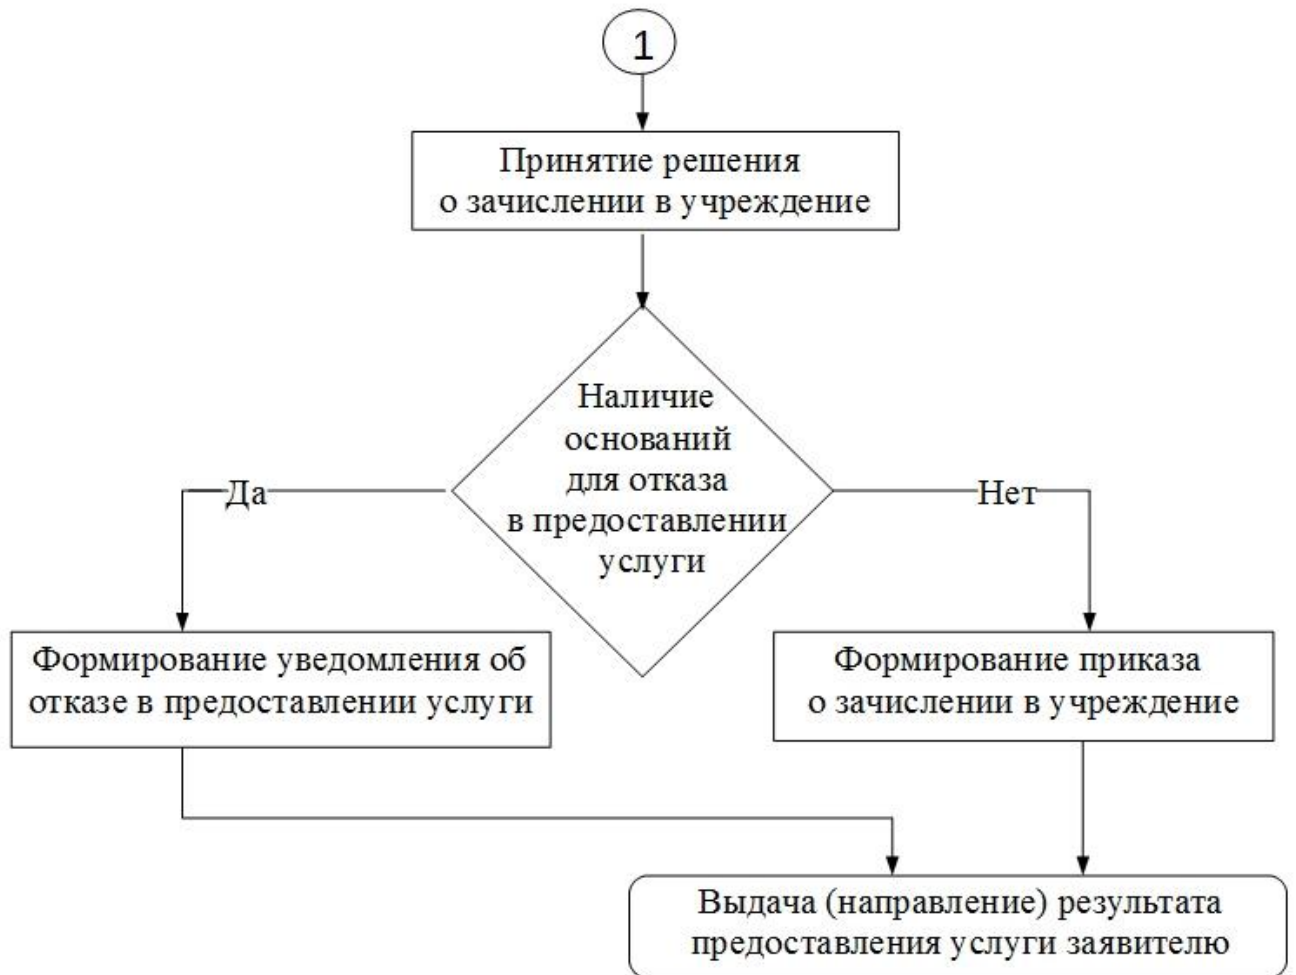 1
Принятие решения
о зачислении в учреждение
Наличие
оснований
для отказа
в предоставлении
услуги
Да
Нет
Формирование уведомления об
отказе в предоставлении услуги
Формирование приказа
о зачислении в учреждение
Выдача (направление) результата
предоставления услуги заявителю